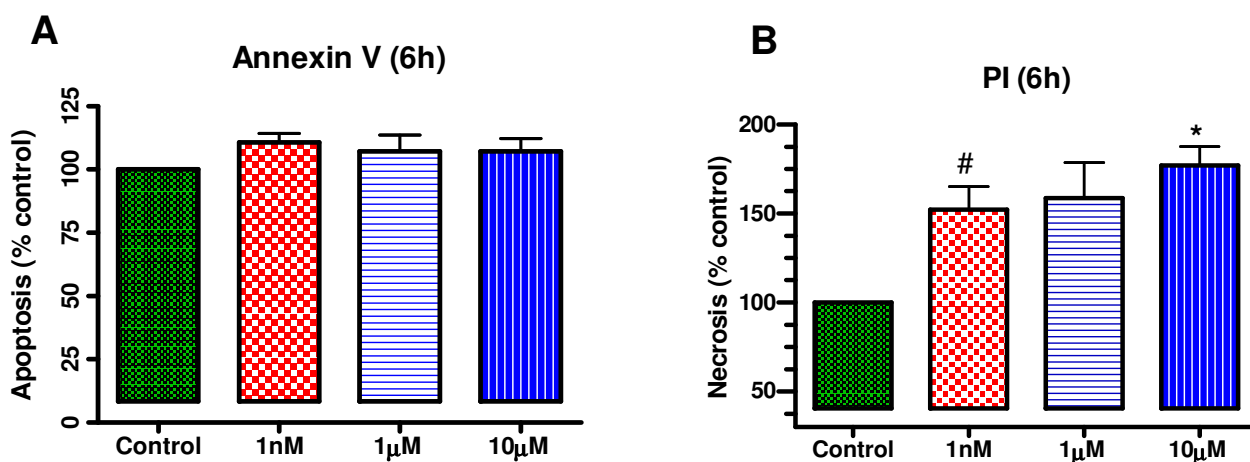 A
Annexin V (6h)
Apoptosis (% control)
125
100
75
50
25
0
Control 1nM 1μM 10μM
B
PI (6h)
Necrosis (% control)
200
150
100
50
#
*
Control 1nM 1μM 10μM